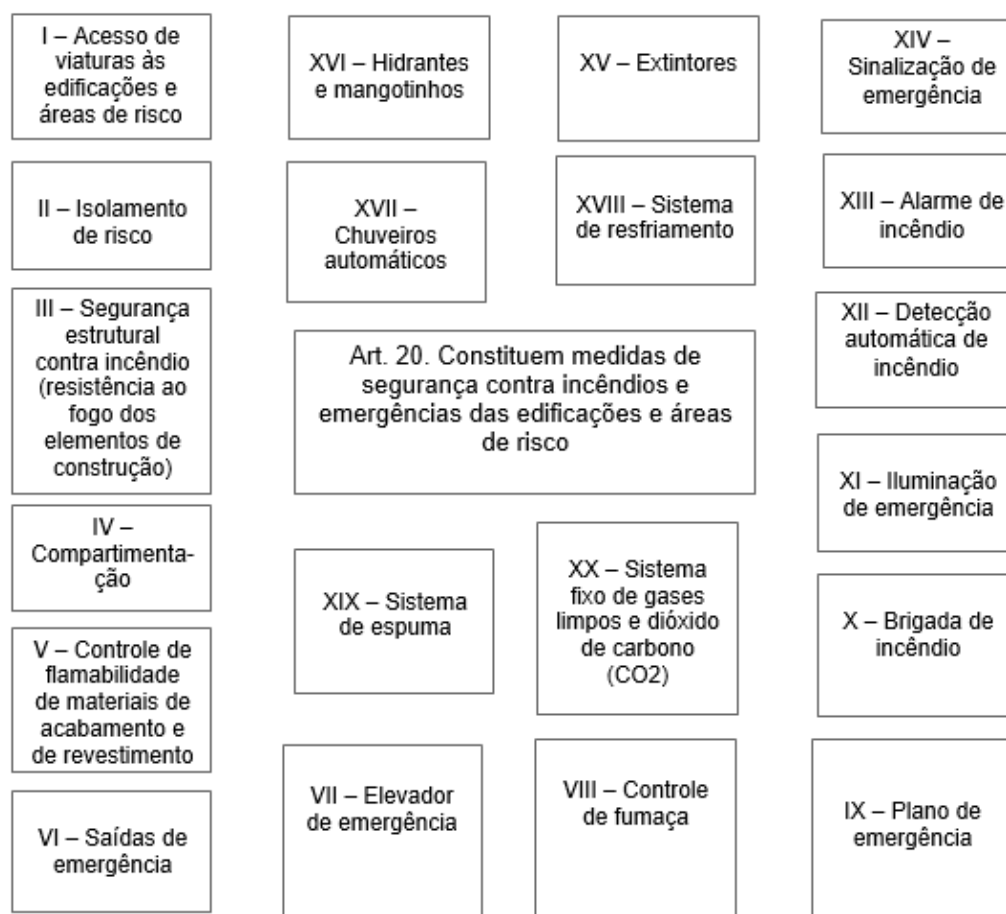 I – Acesso de
viaturas às
edificações e
áreas de risco
XVI – Hidrantes
e mangotinhos
XV – Extintores
XIV –
Sinalização de
emergência
II – Isolamento
de risco
XVII –
Chuveiros
automáticos
XVIII – Sistema
de resfriamento
XIII – Alarme de
incêndio
III – Segurança
estrutural
contra incêndio
(resistência ao
fogo dos
elementos de
construção)
Art. 20. Constituem medidas de
segurança contra incêndios e
emergências das edificações e áreas
de risco
XII – Detecção
automática de
incêndio
XI – Iluminação
de emergência
IV –
Compartimenta-
ção
XIX – Sistema
de espuma
XX – Sistema
fixo de gases
limpos e dióxido
de carbono
(CO2)
X – Brigada de
incêndio
V – Controle de
flamabilidade
de materiais de
acabamento e
de revestimento
VI – Saídas de
emergência
VII – Elevador
de emergência
VIII – Controle
de fumaça
IX – Plano de
emergência